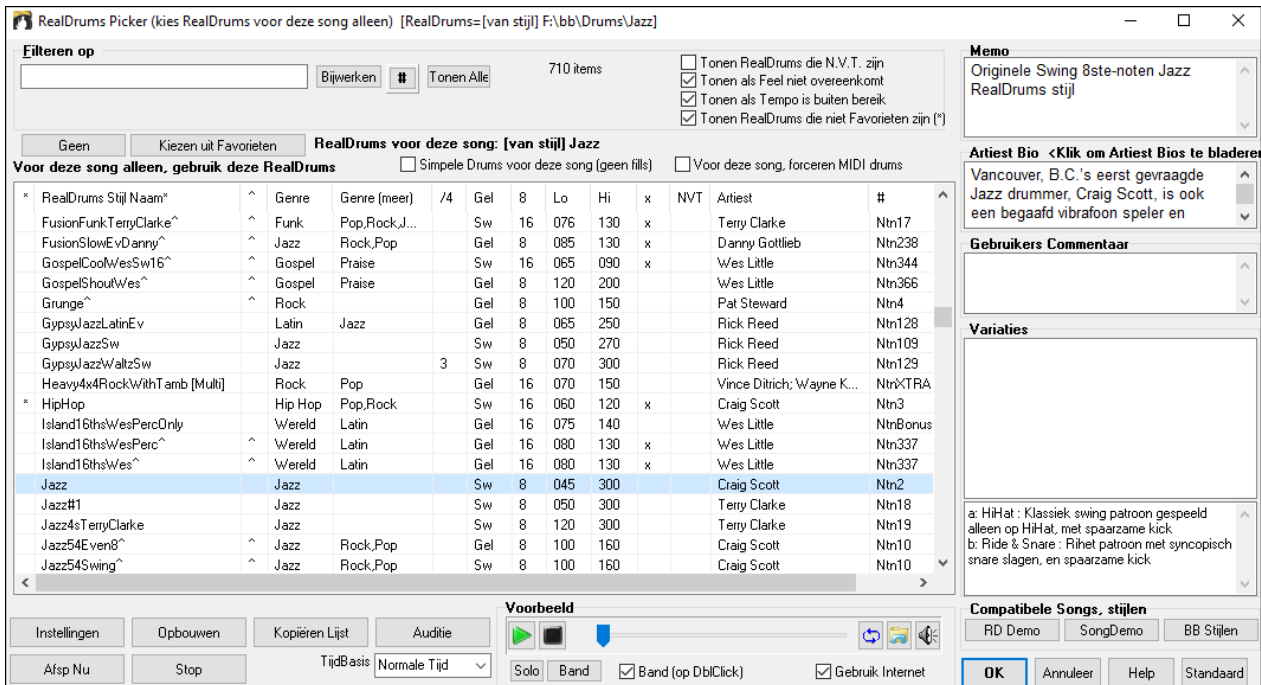 RealDrums Picker (kies RealDrums voor deze song alleen) [RealDrums=[van stijl] F:\bb\Drums\Jazz]
Filteren op
Bijwerken # Tonen Alle 710 items
Tonen RealDrums die N.V.T. zijn
Tonen als Feel niet overeenkomt
Tonen als Tempo is buiten bereik
Tonen RealDrums die niet Favorieten zijn (*)
Geen Kiezen uit Favorieten RealDrums voor deze song: [van stijl] Jazz
Voor deze song alleen, gebruik deze RealDrums Simpele Drums voor deze song (geen fills) Voor deze song, forceren MIDI drums
* RealDrums Stijl Naam* ^ Genre Genre (meer) /4 Gel 8 Lo Hi x NVT Artiest #
FusionFunkTerryClarke^ ^ Funk Pop,Rock,J... Sw 16 076 130 x Terry Clarke Ntn17
FusionSlowEvDanny^ ^ Jazz Rock,Pop Gel 8 085 130 x Danny Gottlieb Ntn238
GospelCoolWesSw16^ ^ Gospel Praise Sw 16 065 090 x Wes Little Ntn344
GospelShoutWes^ ^ Gospel Praise Gel 8 120 200 Wes Little Ntn366
Grunge^ ^ Rock Gel 8 100 150 Pat Steward Ntn4
GypsyJazzLatinEv Latin Jazz Gel 8 065 250 Rick Reed Ntn128
GypsyJazzSw Jazz Sw 8 050 270 Rick Reed Ntn109
GypsyJazzWaltzSw Jazz 3 Sw 8 070 300 Rick Reed Ntn129
Heavy4x4RockWithTamb [Multi] Rock Pop Gel 16 070 150 Vince Ditrich; Wayne K... NtnXTRA
* HipHop Hip Hop Pop,Rock Sw 16 060 120 x Craig Scott Ntn3
Island16thsWesPercOnly Wereld Latin Gel 16 075 140 Wes Little NtnBonus
Island16thsWesPerc^ ^ Wereld Latin Gel 16 080 130 x Wes Little Ntn337
Island16thsWes^ ^ Wereld Latin Gel 16 080 130 x Wes Little Ntn337
Jazz Jazz Sw 8 045 300 Craig Scott Ntn2
Jazz#1 Jazz Sw 8 050 300 Terry Clarke Ntn18
Jazz4sTerryClarke Jazz Sw 8 120 300 Terry Clarke Ntn19
Jazz54Even8^ ^ Jazz Rock,Pop Gel 8 100 160 Craig Scott Ntn10
Jazz54Swing^ ^ Jazz Rock,Pop Sw 8 100 160 Craig Scott Ntn10
Memo
Originele Swing 8ste-noten Jazz
RealDrums stijl
Artiest Bio <Klik om Artiest Bios te bladeren
Vancouver, B.C.'s eerst gevraagde
Jazz drummer, Craig Scott, is ook
een begaafd vibrafoon speler en
Gebruikers Commentaar
Variaties
a: HiHat : Klassiek swing patroon gespeeld
alleen op HiHat, met spaarzame kick
b: Ride & Snare : Rihet patroon met syncopisch
snare slagen, en spaarzame kick
Instellingen Opbouwen Kopiëren Lijst Auditie
Afsp Nu Stop TijdBasis Normale Tijd
Voorbeeld
Solo Band Band (op DblClick) Gebruik Internet
Compatibele Songs, stijlen
RD Demo SongDemo BB Stijlen
OK Annuleer Help Standaard